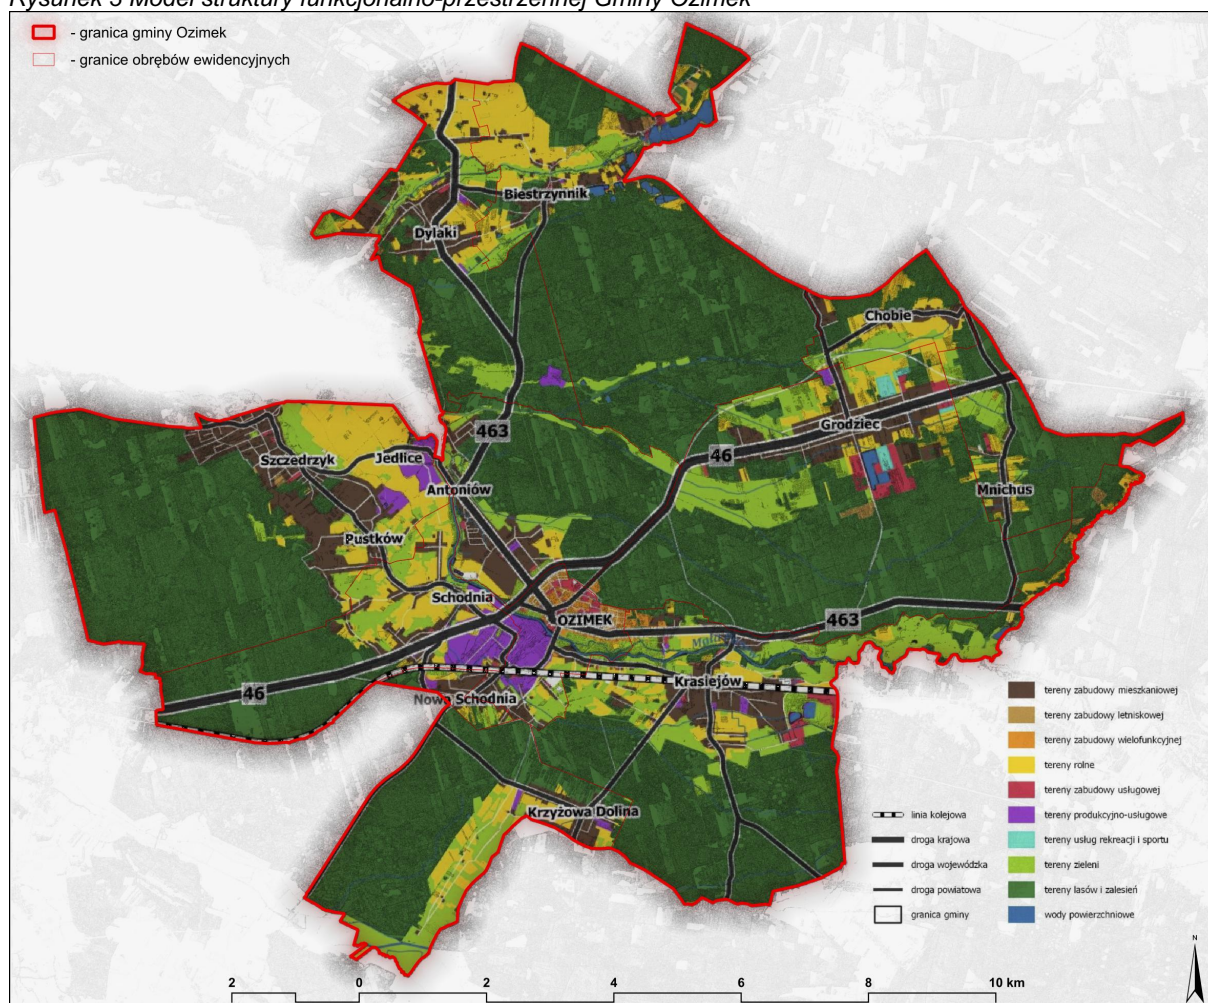 Rysunek 3 Model struktury funkcjonalno-przestrzennej Gminy Ozimek
- granica gminy Ozimek
- granice obrębów ewidencyjnych
Biestrzynnik
Dylaki
Chobie
463
Grodziec
46
Szczedrzyk
Jedlice
Antoniów
Mnichus
Pustków
Schodnia
OZIMEK
463
Krasiejów
46
Nowa Schodnia
Krzyżowa Dolina
linia kolejowa
droga krajowa
droga wojewódzka
droga powiatowa
granica gminy
tereny zabudowy mieszkaniowej
tereny zabudowy letniskowej
tereny zabudowy wielofunkcyjnej
tereny rolne
tereny zabudowy usługowej
tereny produkcyjno-usługowe
tereny usług rekreacji i sportu
tereny zieleni
tereny lasów i zalesień
wody powierzchniowe
N
2 0 2 4 6 8 10 km